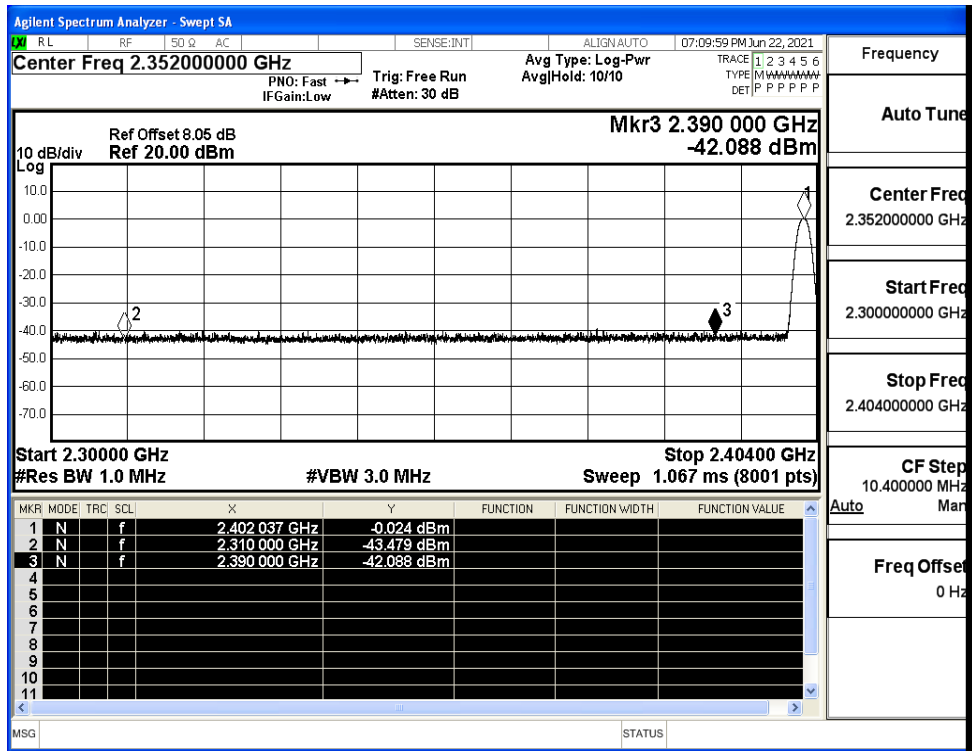 Agilent Spectrum Analyzer - Swept SA
LXI RL RF 50 Ω AC SENSE:INT ALIGN AUTO 07:09:59 PM Jun 22, 2021
Center Freq 2.352000000 GHz
PNO: Fast
IFGain:Low
Trig: Free Run
#Atten: 30 dB
Avg Type: Log-Pwr
Avg|Hold: 10/10
TRACE 1 2 3 4 5 6
TYPE MWWWWW
DET P P P P P P
Ref Offset 8.05 dB
10 dB/div Ref 20.00 dBm
Log
Mkr3 2.390 000 GHz
-42.088 dBm
10.0
0.00
-10.0
-20.0
-30.0
-40.0
-50.0
-60.0
-70.0
1
2
3
Start 2.30000 GHz Stop 2.40400 GHz
#Res BW 1.0 MHz #VBW 3.0 MHz Sweep 1.067 ms (8001 pts)
MKR MODE TRC SCL X Y FUNCTION FUNCTION WIDTH FUNCTION VALUE
1 N f 2.402 037 GHz -0.024 dBm
2 N f 2.310 000 GHz -43.479 dBm
3 N f 2.390 000 GHz -42.088 dBm
4
5
6
7
8
9
10
11
MSG STATUS
Frequency
Auto Tune
Center Freq
2.352000000 GHz
Start Freq
2.300000000 GHz
Stop Freq
2.404000000 GHz
CF Step
10.400000 MHz
Auto Man
Freq Offset
0 Hz